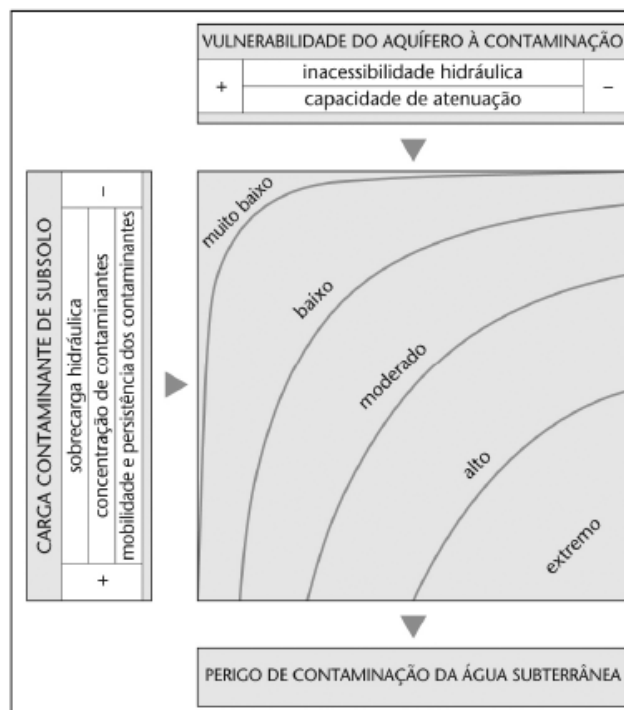 VULNERABILIDADE DO AQUÍFERO À CONTAMINAÇÃO
+
inacessibilidade hidráulica
capacidade de atenuação
–
CARGA CONTAMINANTE DE SUBSOLO
–
sobrecarga hidráulica
concentração de contaminantes
mobilidade e persistência dos contaminantes
+
muito baixo
baixo
moderado
alto
extremo
PERIGO DE CONTAMINAÇÃO DA ÁGUA SUBTERRÂNEA